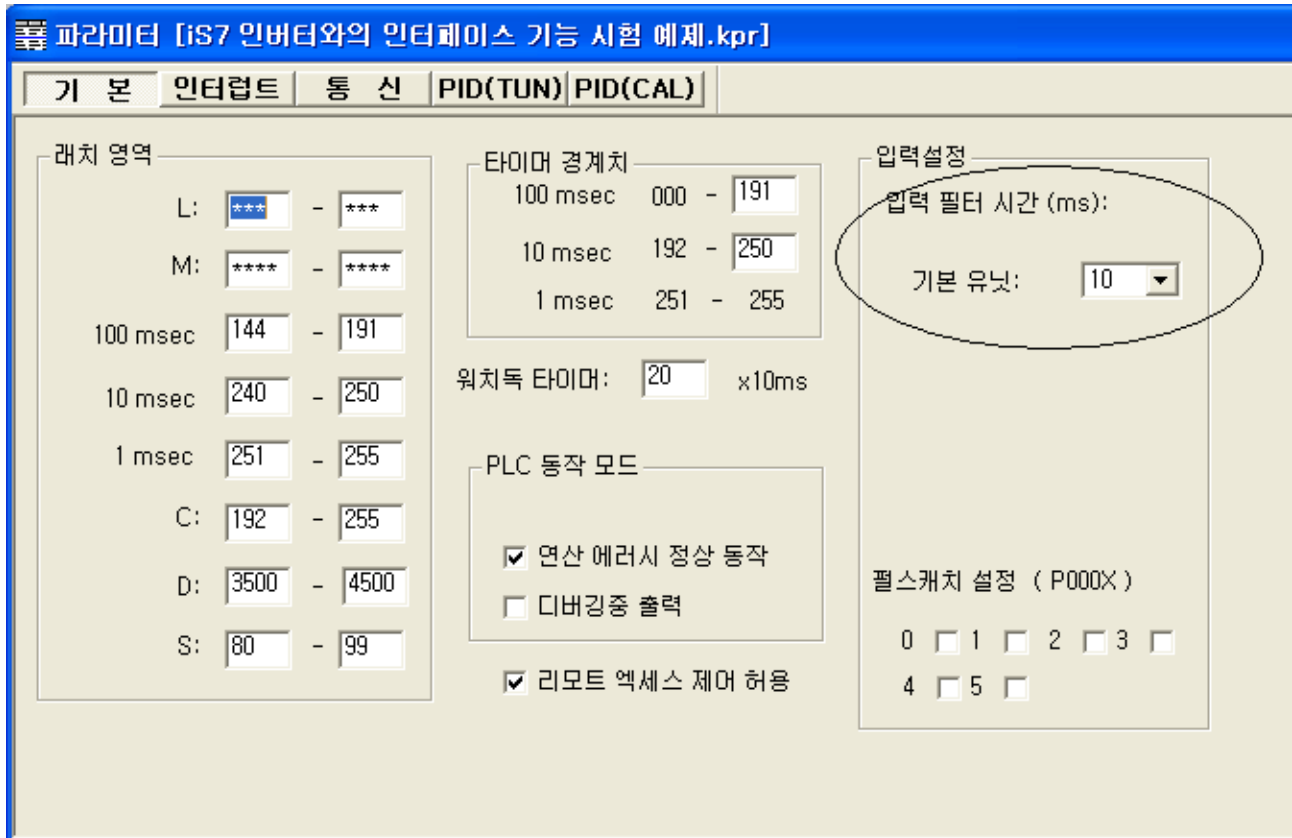 파라미터 [iS7 인버터와의 인터페이스 기능 시험 예제.kpr]
기 본 인터럽트 통 신 PID(TUN) PID(CAL)
래치 영역
L: *** - ***
M: **** - ****
100 msec 144 - 191
10 msec 240 - 250
1 msec 251 - 255
C: 192 - 255
D: 3500 - 4500
S: 80 - 99
타이머 경계치
100 msec 000 - 191
10 msec 192 - 250
1 msec 251 - 255
워치독 타이머: 20 x10ms
PLC 동작 모드
연산 에러시 정상 동작
디버깅중 출력
리모트 엑세스 제어 허용
입력설정
입력 필터 시간 (ms):
기본 유닛: 10
펄스캐치 설정 ( P000X )
0 1 2 3
4 5